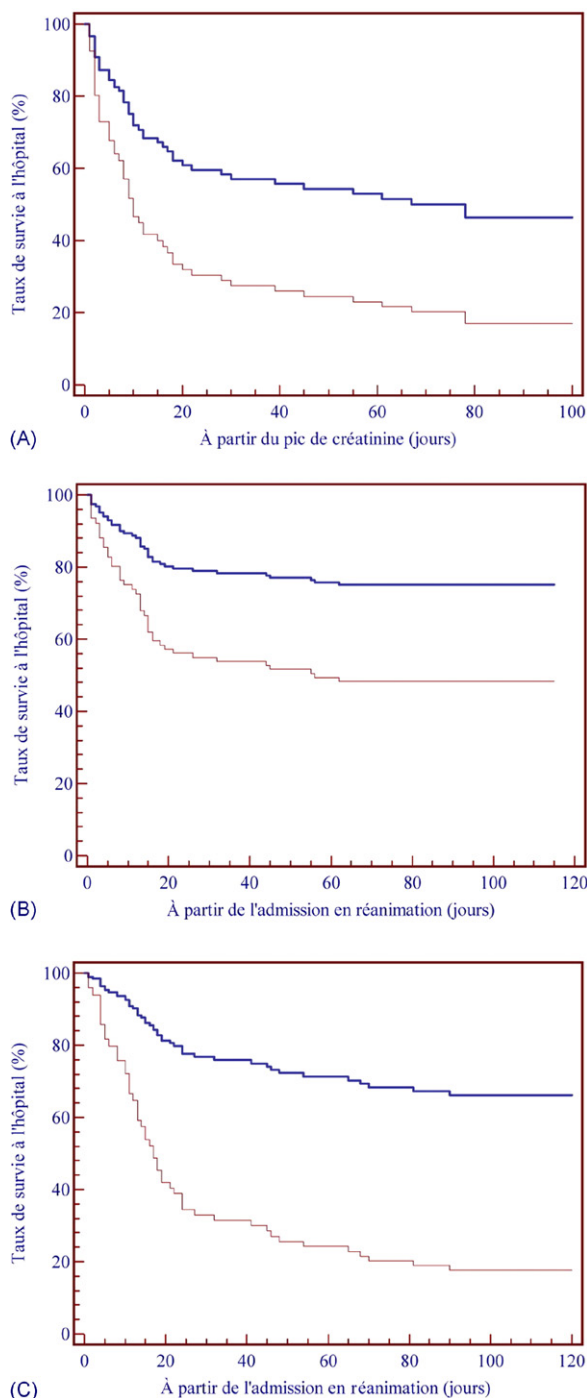 100
80
60
40
20
0
Taux de survie à l'hôpital (%)
0 20 40 60 80 100
À partir du pic de créatinine (jours)
(A)
100
80
60
40
20
0
Taux de survie à l'hôpital (%)
0 20 40 60 80 100 120
À partir de l'admission en réanimation (jours)
(B)
100
80
60
40
20
0
Taux de survie à l'hôpital (%)
0 20 40 60 80 100 120
À partir de l'admission en réanimation (jours)
(C)